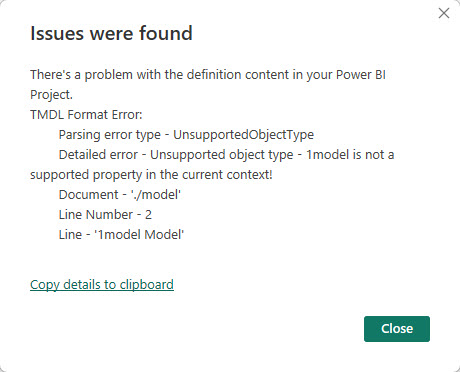 Issues were found
There's a problem with the definition content in your Power BI
Project.
TMDL Format Error:
Parsing error type - UnsupportedObjectType
Detailed error - Unsupported object type - 1model is not a
supported property in the current context!
Document - './model'
Line Number - 2
Line - '1model Model'
Copy details to clipboard
Close